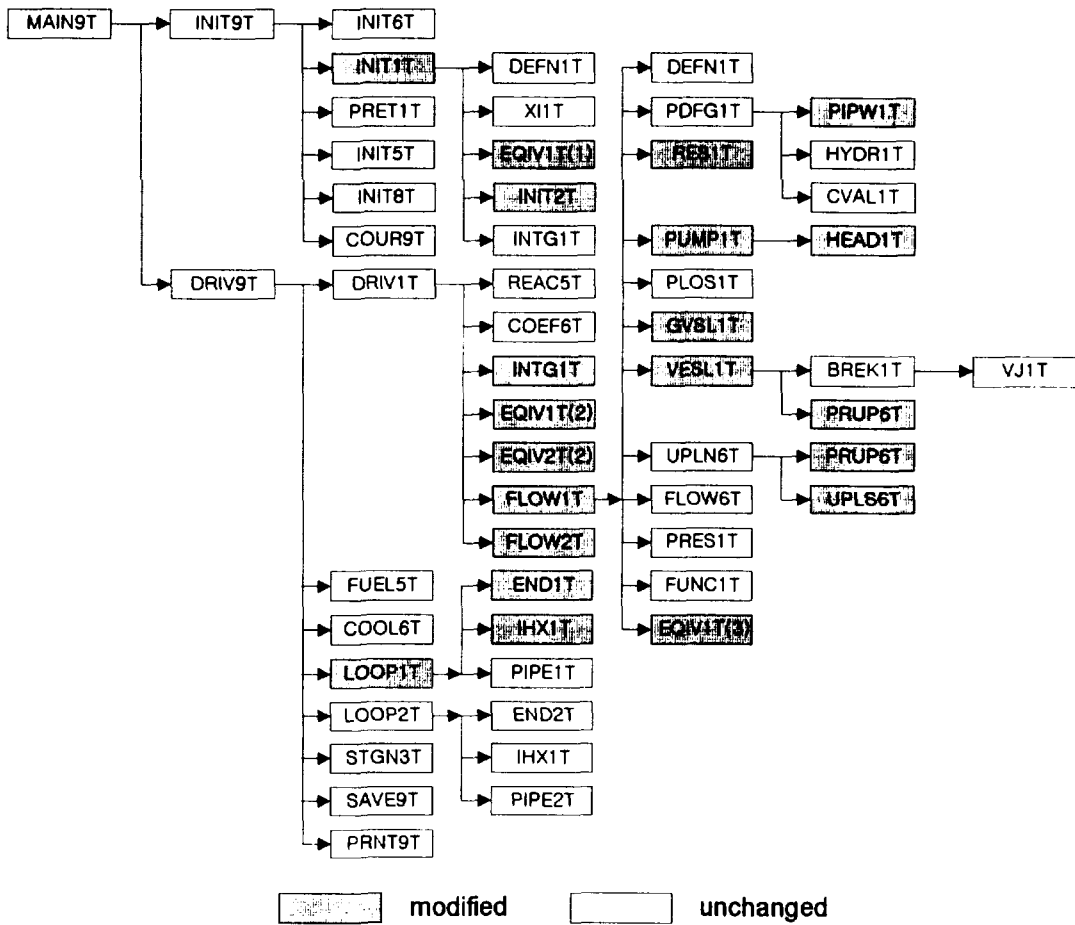 MAIN9T INIT9T INIT6T
INIT1T DEFN1T DEFN1T
PRET1T XI1T PDFG1T PIPW1T
INIT5T EQIV1T(1) RES1T HYDR1T
INIT8T INIT2T CVAL1T
COUR9T INTG1T PUMP1T HEAD1T
DRIV9T DRIV1T REAC5T PLOS1T
COEF6T GVSL1T
INTG1T VESL1T BREK1T VJ1T
EQIV1T(2) PRUP6T
EQIV2T(2) UPLN6T PRUP6T
FLOW1T FLOW6T UPLS6T
FLOW2T PRES1T
FUEL5T END1T FUNC1T
COOL6T IHX1T EQIV1T(3)
LOOP1T PIPE1T
LOOP2T END2T
STGN3T IHX1T
SAVE9T PIPE2T
PRNT9T
modified unchanged